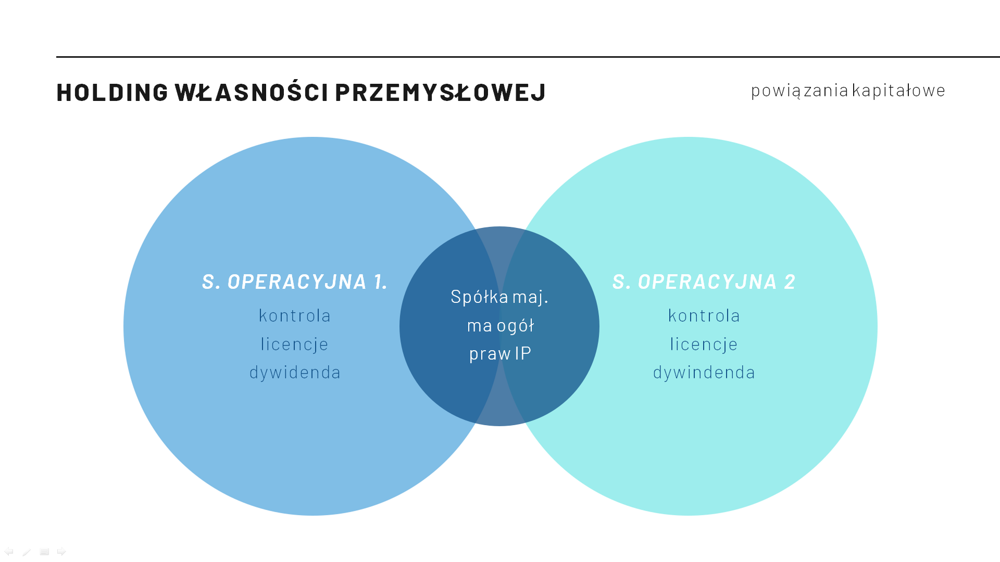 HOLDING WŁASNOŚCI PRZEMYSŁOWEJ
powiązania kapitałowe
S. OPERACYJNA 1.
kontrola
licencje
dywidenda
Spółka maj.
ma ogół
praw IP
S. OPERACYJNA 2
kontrola
licencje
dywindenda